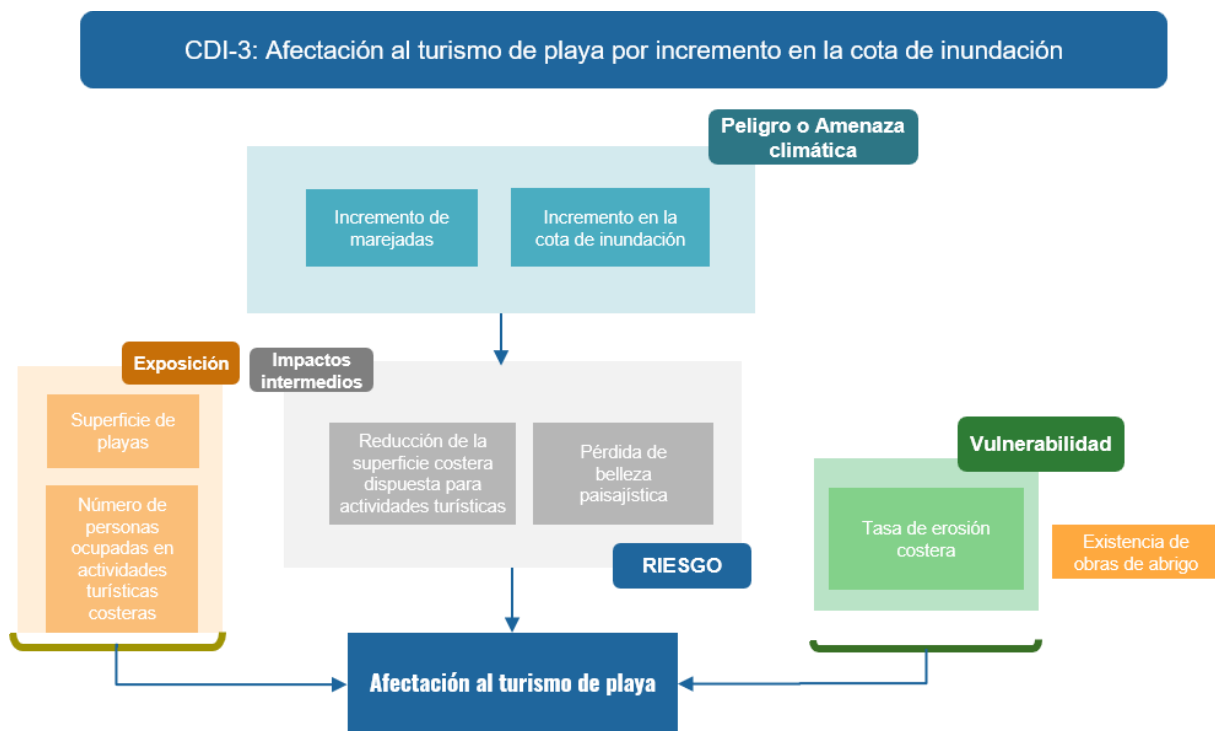 CDI-3: Afectación al turismo de playa por incremento en la cota de inundación
Peligro o Amenaza
climática
Incremento de
marejadas
Incremento en la
cota de inundación
Exposición
Superficie de
playas
Número de
personas
ocupadas en
actividades
turísticas
costeras
Impactos
intermedios
Reducción de la
superficie costera
dispuesta para
actividades turísticas
Pérdida de
belleza
paisajística
RIESGO
Vulnerabilidad
Tasa de erosión
costera
Existencia de
obras de abrigo
Afectación al turismo de playa